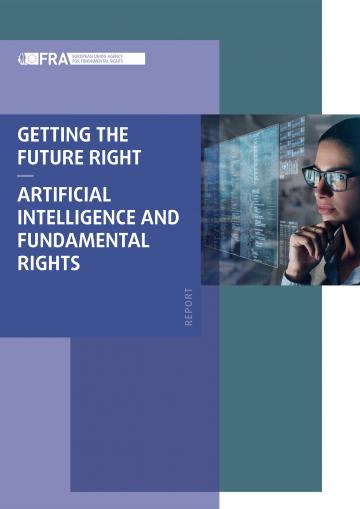 FRA
EUROPEAN UNION AGENCY
FOR FUNDAMENTAL RIGHTS
GETTING THE
FUTURE RIGHT
ARTIFICIAL
INTELLIGENCE AND
FUNDAMENTAL
RIGHTS
REPORT